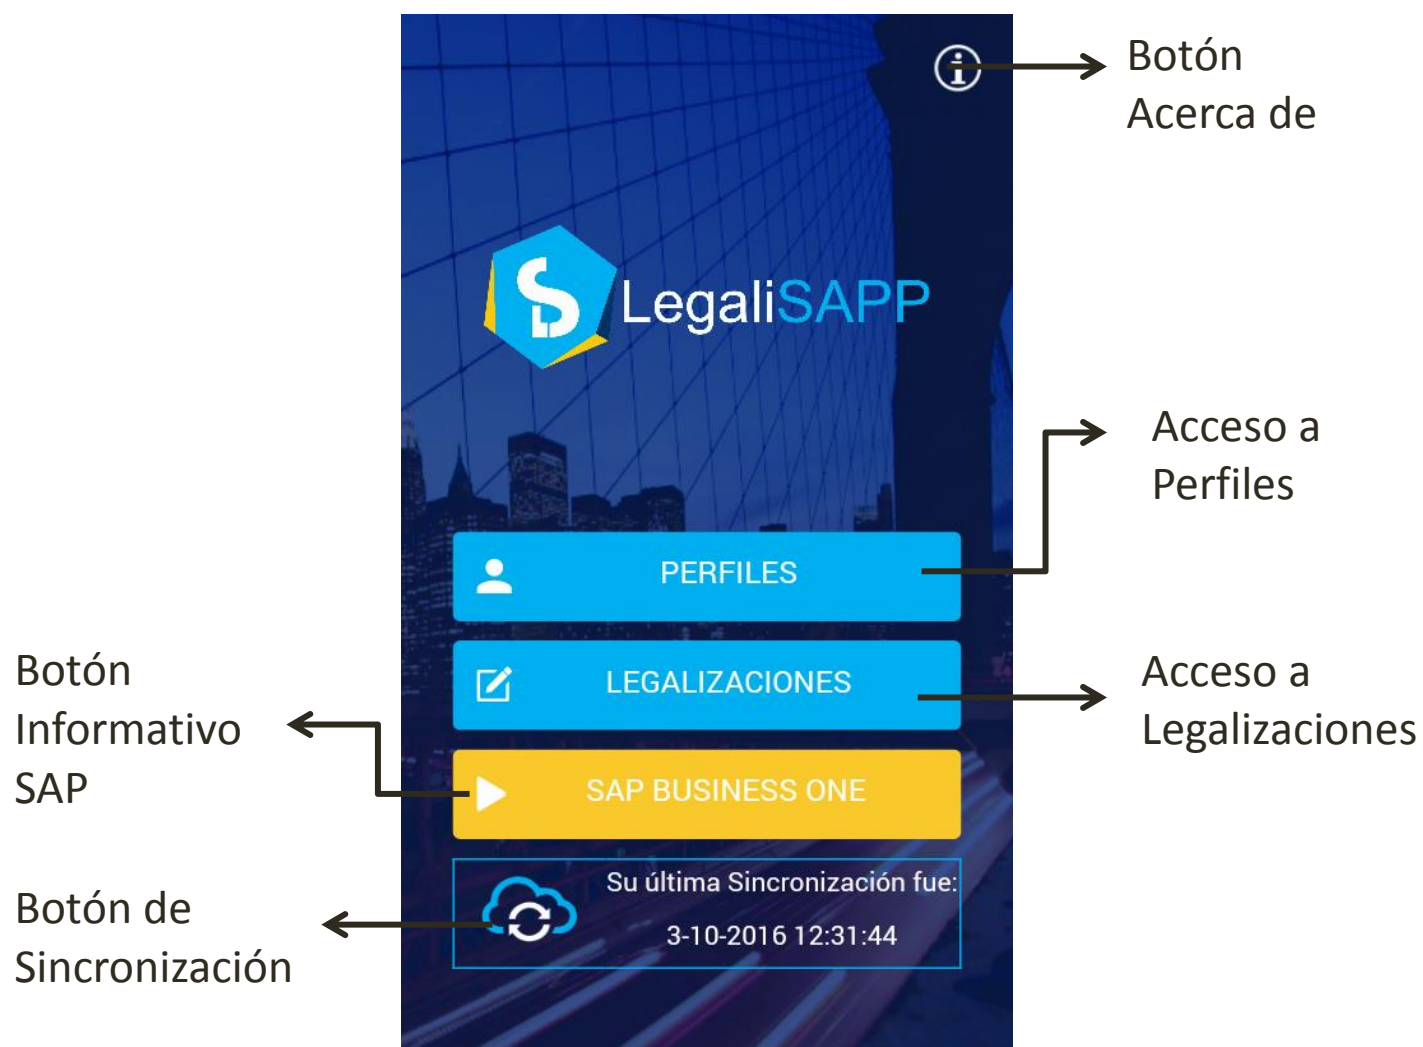 Botón
Acerca de
LegaliSAPP
Acceso a
Perfiles
PERFILES
LEGALIZACIONES
Acceso a
Legalizaciones
Botón
Informativo
SAP
SAP BUSINESS ONE
Botón de
Sincronización
Su última Sincronización fue:
3-10-2016 12:31:44